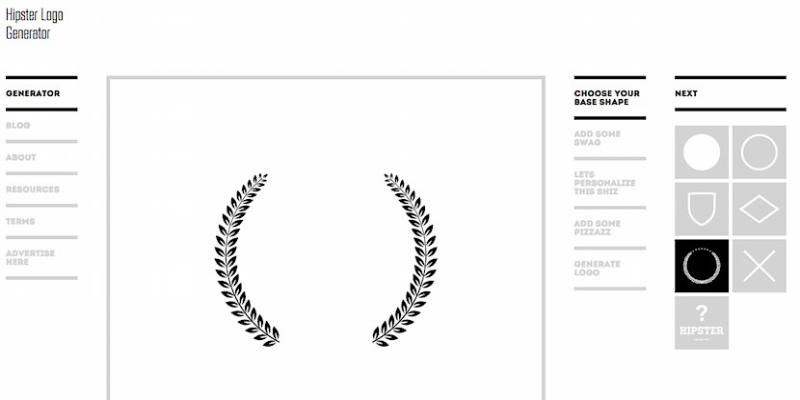 Hipster Logo
Generator
GENERATOR
BLOG
ABOUT
RESOURCES
TERMS
ADVERTISE
HERE
CHOOSE YOUR
BASE SHAPE
ADD SOME
SWAG
LETS
PERSONALIZE
THIS SHIZ
ADD SOME
PIZZAZZ
GENERATE
LOGO
NEXT
?
HIPSTER